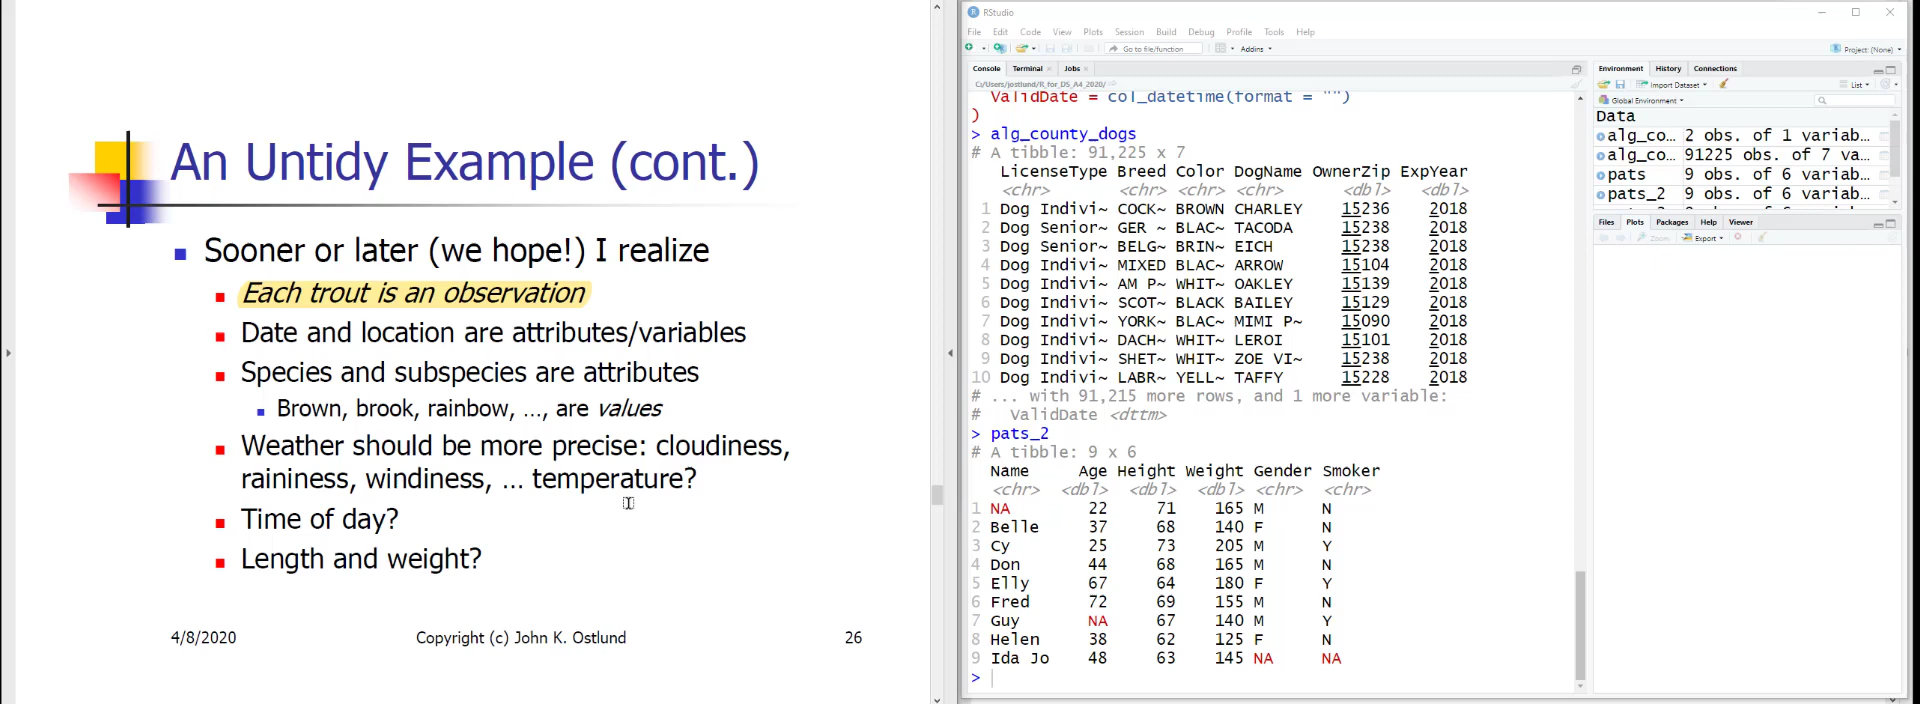 An Untidy Example (cont.)
Sooner or later (we hope!) I realize
Each trout is an observation
Date and location are attributes/variables
Species and subspecies are attributes
Brown, brook, rainbow, ..., are values
Weather should be more precise: cloudiness,
raininess, windiness, ... temperature?
Time of day?
Length and weight?
4/8/2020 Copyright (c) John K. Ostlund 26
RStudio
File Edit Code View Plots Session Build Debug Profile Tools Help
Go to file/function Addins Project: (None)
Console Terminal Jobs
C:/Users/jostlund/R_for_DS_A4_2020/
ValidDate = col_datetime(format = "")
)
> alg_county_dogs
# A tibble: 91,225 x 7
LicenseType Breed Color DogName OwnerZip ExpYear
<chr> <chr> <chr> <chr> <dbl> <dbl>
1 Dog Indivi~ COCK~ BROWN CHARLEY 15236 2018
2 Dog Senior~ GER ~ BLAC~ TACODA 15238 2018
3 Dog Indivi~ BELG~ BRIN~ EICH 15238 2018
4 Dog Indivi~ MIXED BLAC~ ARROW 15104 2018
5 Dog Indivi~ AM P~ WHIT~ OAKLEY 15139 2018
6 Dog Indivi~ SCOT~ BLACK BAILEY 15129 2018
7 Dog Indivi~ YORK~ BLAC~ MIMI P~ 15090 2018
8 Dog Indivi~ DACH~ WHIT~ LEROI 15101 2018
9 Dog Indivi~ SHET~ WHIT~ ZOE VI~ 15238 2018
10 Dog Indivi~ LABR~ YELL~ TAFFY 15228 2018
# ... with 91,215 more rows, and 1 more variable:
# ValidDate <dttm>
> pats_2
# A tibble: 9 x 6
Name Age Height Weight Gender Smoker
<chr> <dbl> <dbl> <dbl> <chr> <chr>
1 NA 22 71 165 M N
2 Belle 37 68 140 F N
3 Cy 25 73 205 M Y
4 Don 44 68 165 M N
5 Elly 67 64 180 F Y
6 Fred 72 69 155 M N
7 Guy NA 67 140 M Y
8 Helen 38 62 125 F N
9 Ida Jo 48 63 145 NA NA
>
Environment History Connections
Import Dataset List
Global Environment
Data
alg_co... 2 obs. of 1 variab...
alg_co... 91225 obs. of 7 va...
pats 9 obs. of 6 variab...
pats_2 9 obs. of 6 variab...
Files Plots Packages Help Viewer
Zoom Export